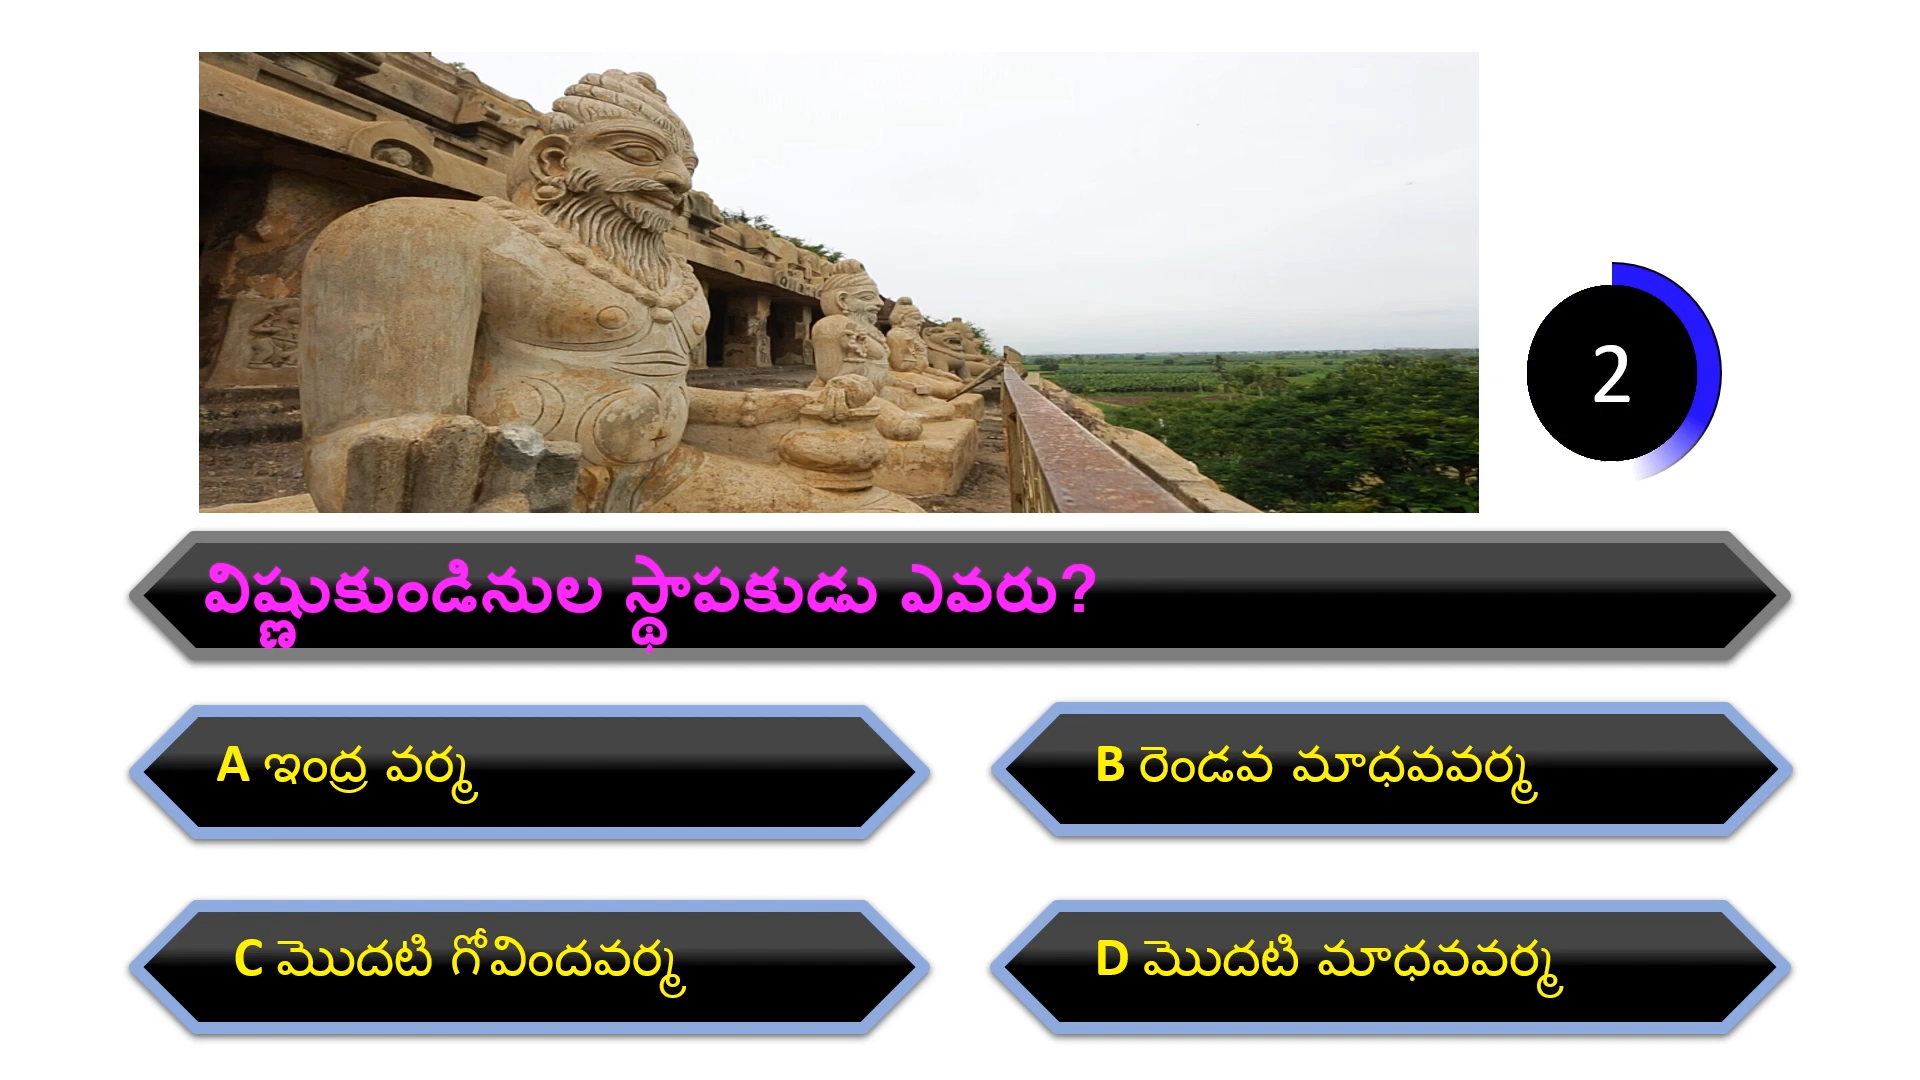 2
విష్ణుకుండినుల స్థాపకుడు ఎవరు?
A ఇంద్ర వర్మ
B రెండవ మాధవవర్మ
C మొదటి గోవిందవర్మ
D మొదటి మాధవవర్మ